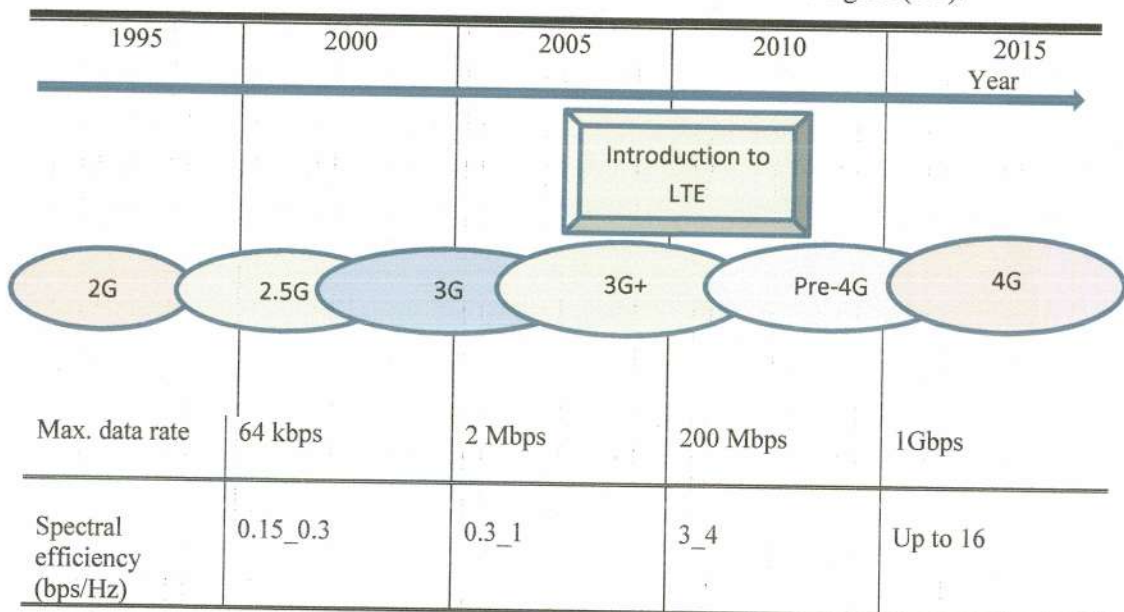 1995 2000 2005 2010 2015
Year
Introduction to
LTE
2G 2.5G 3G 3G+ Pre-4G 4G
Max. data rate 64 kbps 2 Mbps 200 Mbps 1Gbps
Spectral 0.15_0.3 0.3_1 3_4 Up to 16
efficiency
(bps/Hz)